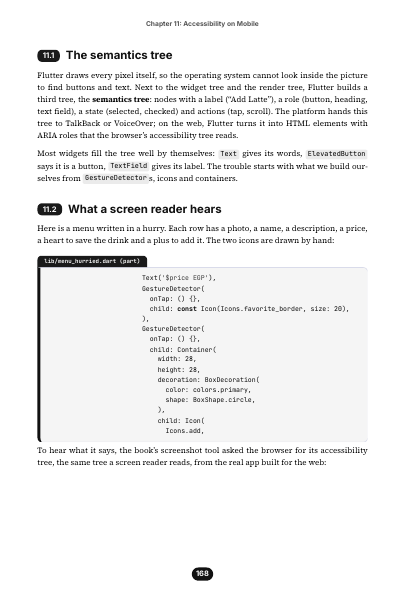 Chapter 11: Accessibility on Mobile
11.1 The semantics tree
Flutter draws every pixel itself, so the operating system cannot look inside the picture
to find buttons and text. Next to the widget tree and the render tree, Flutter builds a
third tree, the semantics tree: nodes with a label (“Add Latte”), a role (button, heading,
text field), a state (selected, checked) and actions (tap, scroll). The platform hands this
tree to TalkBack or VoiceOver; on the web, Flutter turns it into HTML elements with
ARIA roles that the browser’s accessibility tree reads.
Most widgets fill the tree well by themselves: Text gives its words, ElevatedButton
says it is a button, TextField gives its label. The trouble starts with what we build our-
selves from GestureDetector s, icons and containers.
11.2 What a screen reader hears
Here is a menu written in a hurry. Each row has a photo, a name, a description, a price,
a heart to save the drink and a plus to add it. The two icons are drawn by hand:
lib/menu_hurried.dart (part)
Text('$price EGP'),
GestureDetector(
onTap: () {},
child: const Icon(Icons.favorite_border, size: 20),
),
GestureDetector(
onTap: () {},
child: Container(
width: 28,
height: 28,
decoration: BoxDecoration(
color: colors.primary,
shape: BoxShape.circle,
),
child: Icon(
Icons.add,
To hear what it says, the book’s screenshot tool asked the browser for its accessibility
tree, the same tree a screen reader reads, from the real app built for the web:
168